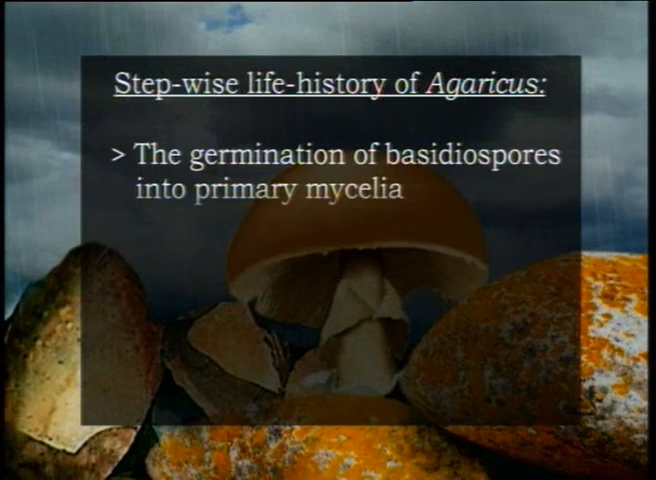 Step-wise life-history of Agaricus:
> The germination of basidiospores
into primary mycelia